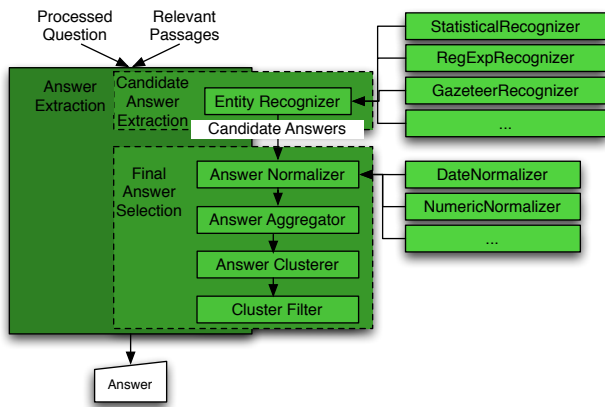 Processed
Question
Relevant
Passages
Answer
Extraction
Candidate
Answer
Extraction
Entity Recognizer
StatisticalRecognizer
RegExpRecognizer
GazeteerRecognizer
...
Candidate Answers
Final
Answer
Selection
Answer Normalizer
DateNormalizer
NumericNormalizer
...
Answer Aggregator
Answer Clusterer
Cluster Filter
Answer